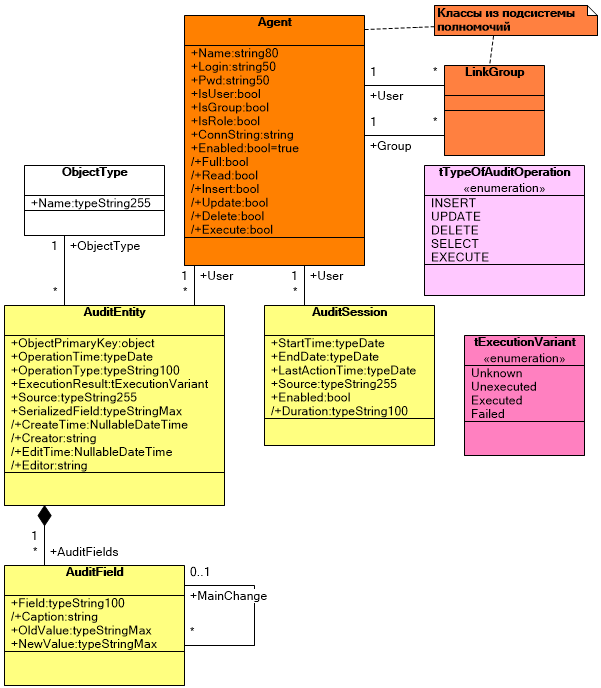 Agent
+Name:string80
+Login:string50
+Pwd:string50
+IsUser:bool
+IsGroup:bool
+IsRole:bool
+ConnString:string
+Enabled:bool=true
/+Full:bool
/+Read:bool
/+Insert:bool
/+Update:bool
/+Delete:bool
/+Execute:bool
Классы из подсистемы
полномочий
1
*
+User
1
*
+Group
LinkGroup
ObjectType
+Name:typeString255
tTypeOfAuditOperation
«enumeration»
INSERT
UPDATE
DELETE
SELECT
EXECUTE
1
+ObjectType
*
1
+User
*
1
+User
*
AuditEntity
+ObjectPrimaryKey:object
+OperationTime:typeDate
+OperationType:typeString100
+ExecutionResult:tExecutionVariant
+Source:typeString255
+SerializedField:typeStringMax
/+CreateTime:NullableDateTime
/+Creator:string
/+EditTime:NullableDateTime
/+Editor:string
AuditSession
+StartTime:typeDate
+EndDate:typeDate
+LastActionTime:typeDate
+Source:typeString255
+Enabled:bool
/+Duration:typeString100
tExecutionVariant
«enumeration»
Unknown
Unexecuted
Executed
Failed
1
*
+AuditFields
AuditField
+Field:typeString100
/+Caption:string
+OldValue:typeStringMax
+NewValue:typeStringMax
0..1
+MainChange
*